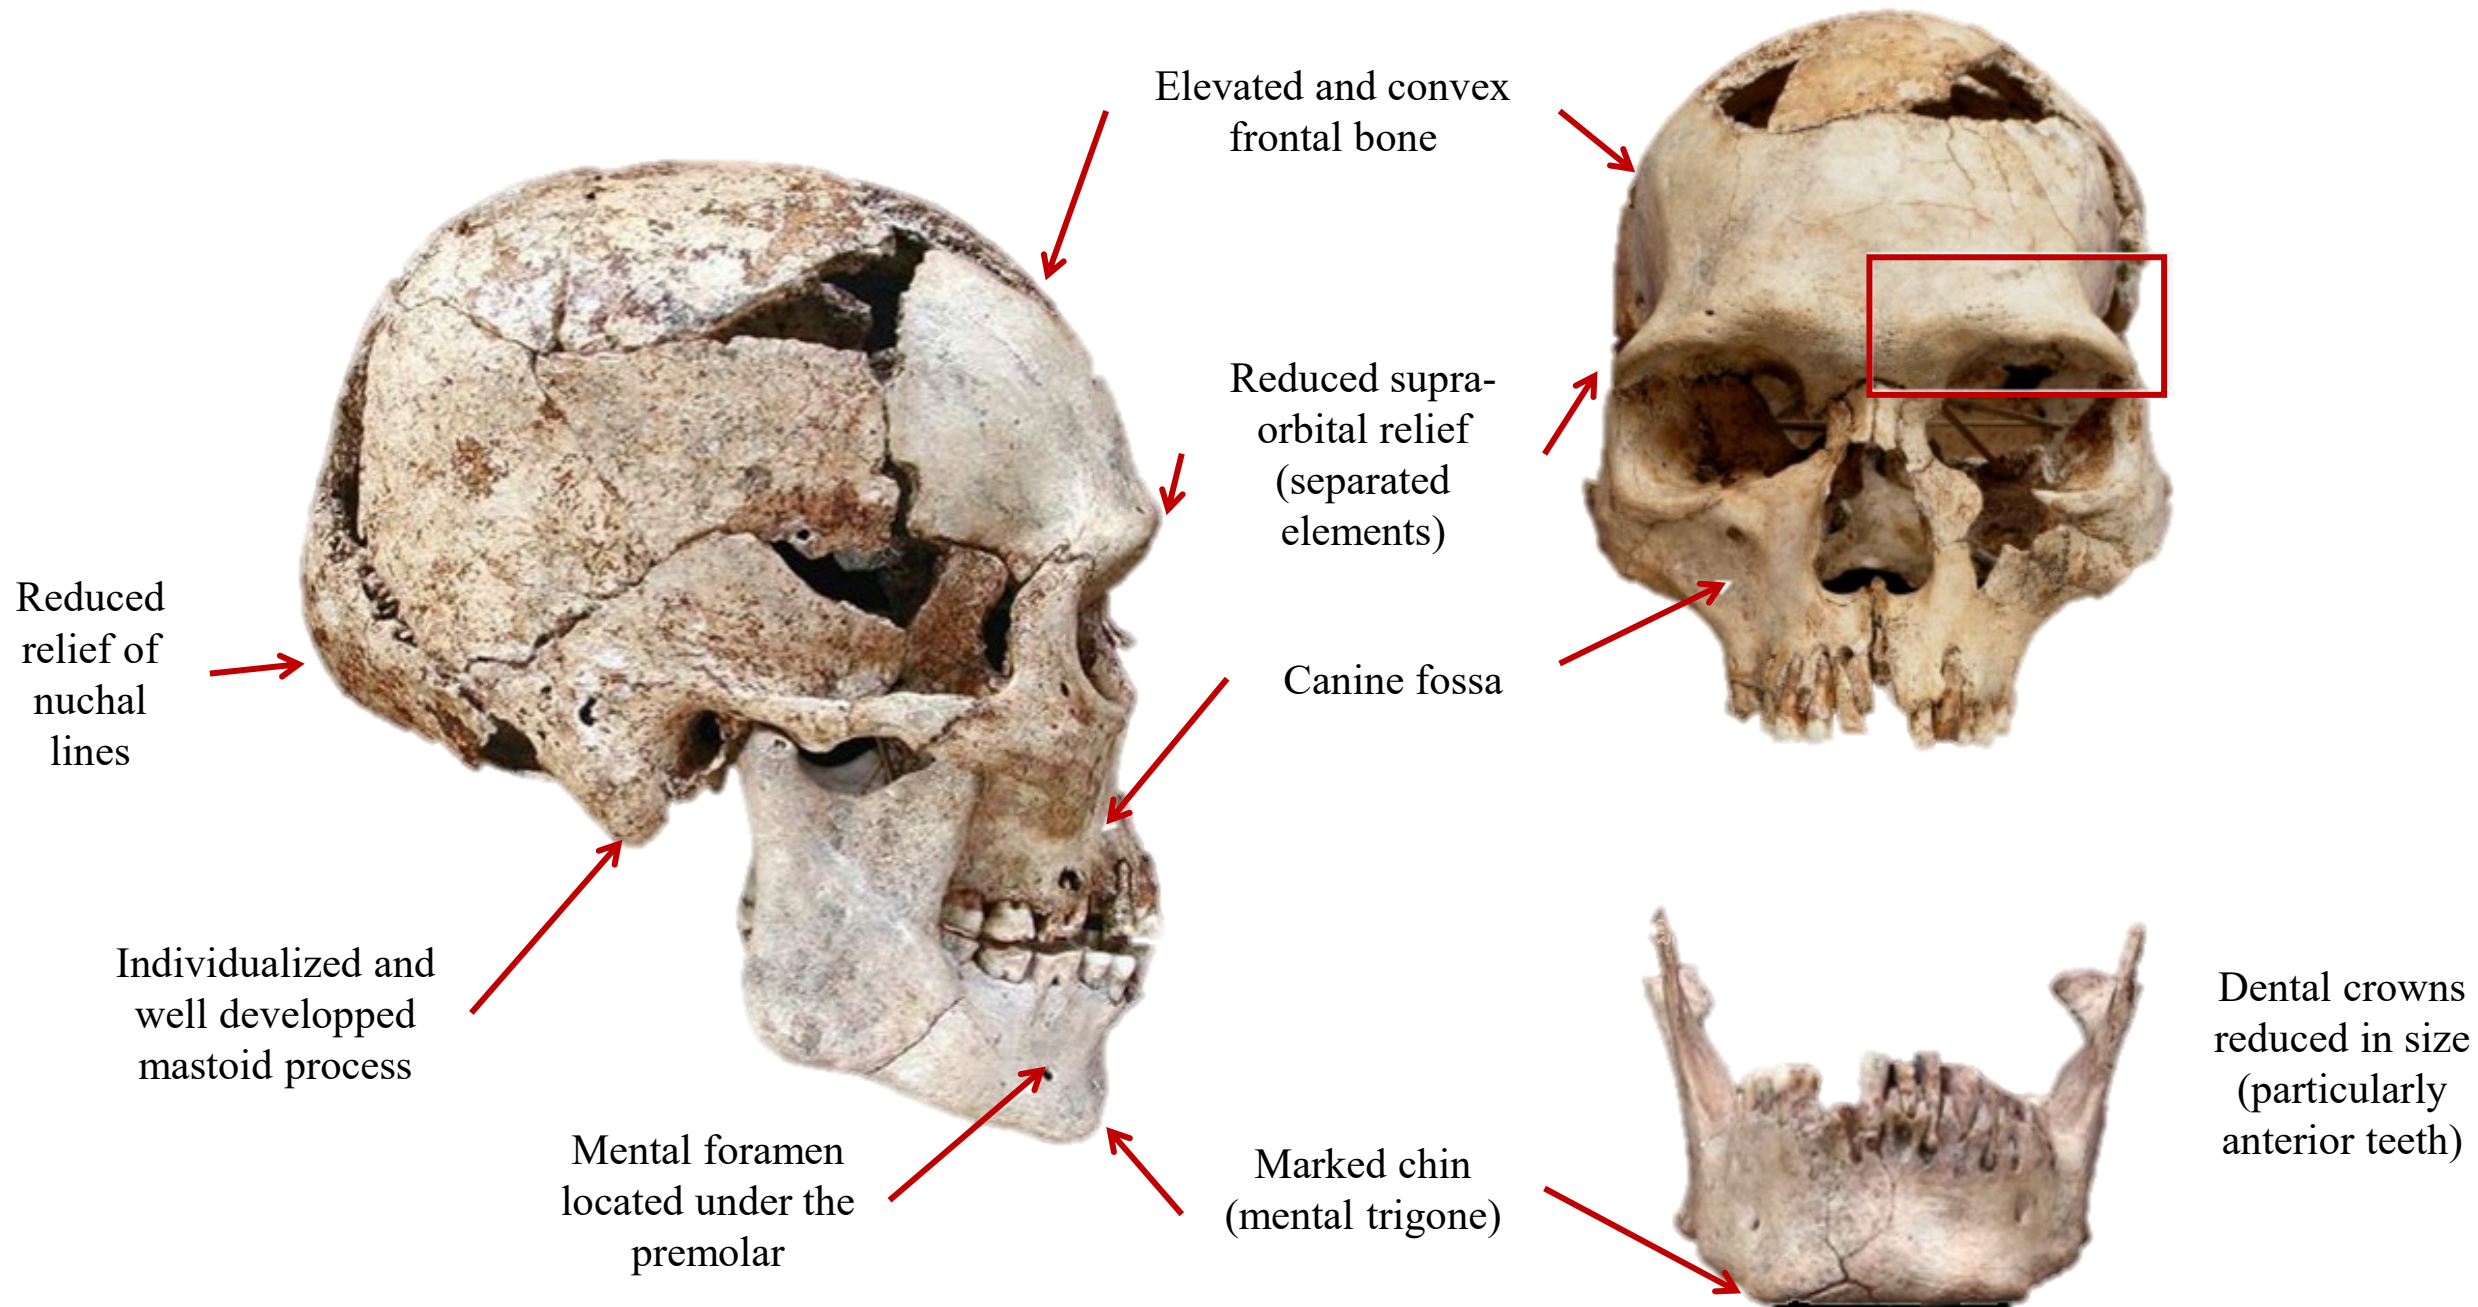 Elevated and convex
frontal bone
Reduced supra-
orbital relief
(separated
elements)
Reduced
relief of
nuchal
lines
Canine fossa
Individualized and
well developped
mastoid process
Dental crowns
reduced in size
(particularly
anterior teeth)
Mental foramen
located under the
premolar
Marked chin
(mental trigone)